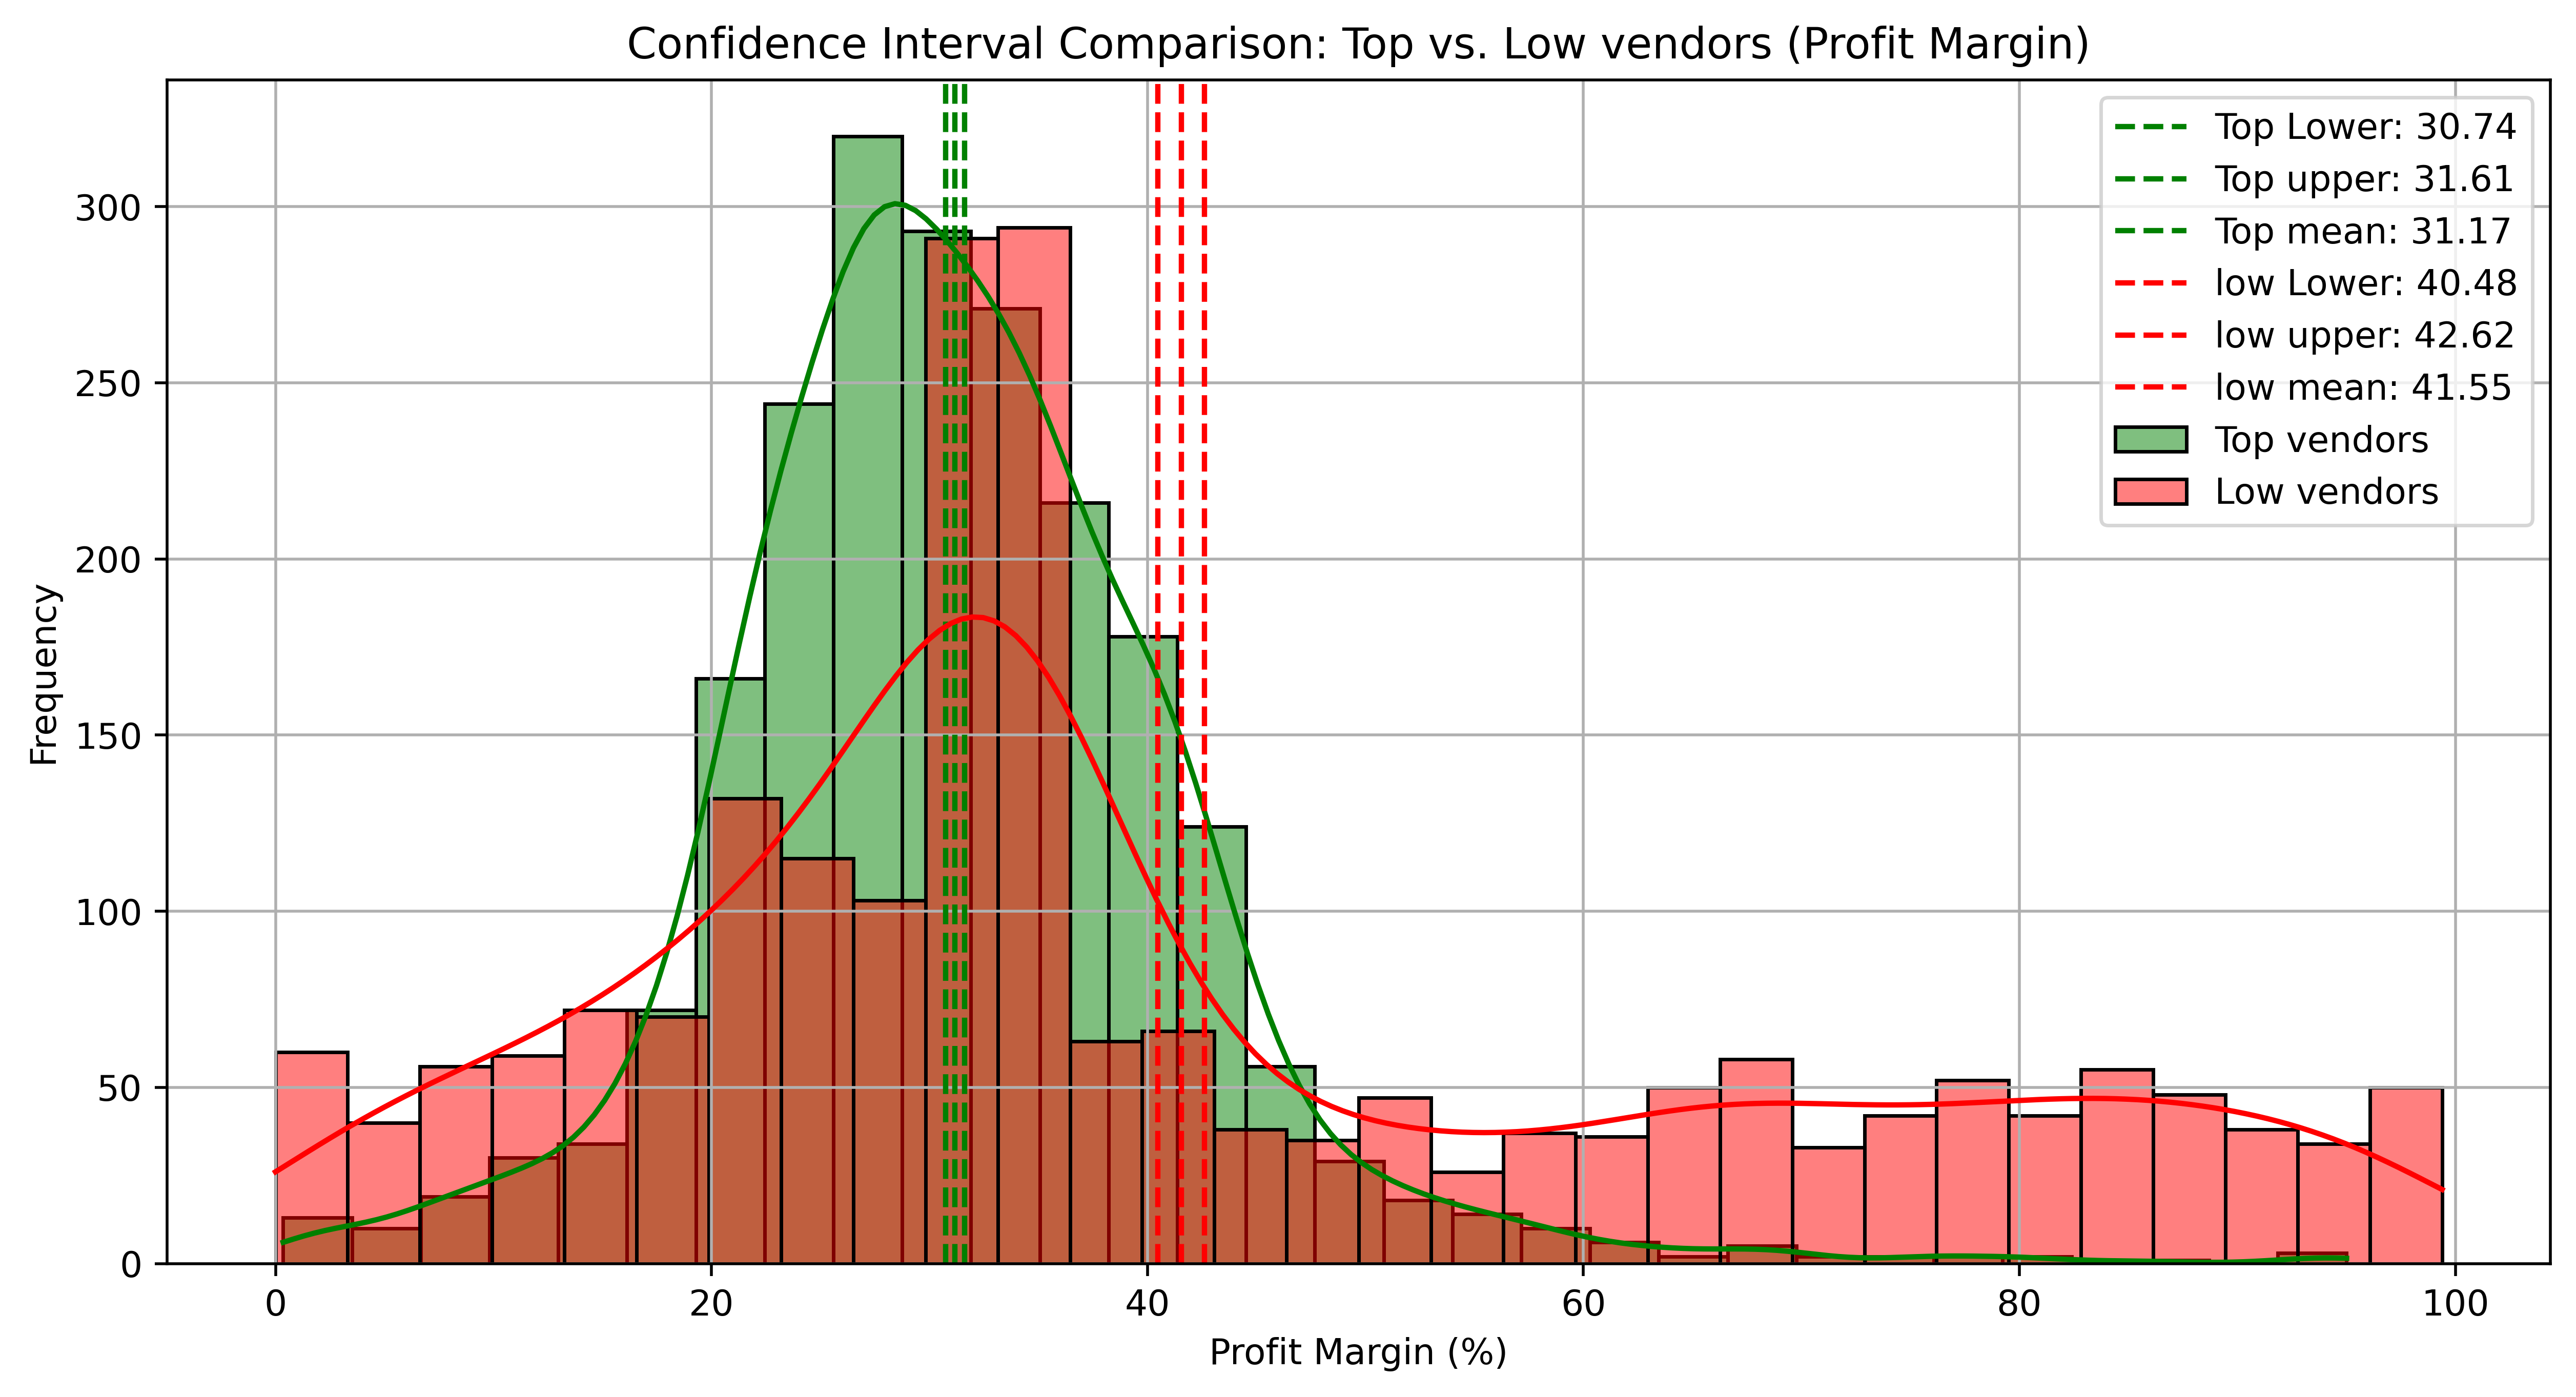 Confidence Interval Comparison: Top vs. Low vendors (Profit Margin)
Frequency
300
250
200
150
100
50
0
0 20 40 60 80 100
Profit Margin (%)
Top Lower: 30.74
Top upper: 31.61
Top mean: 31.17
low Lower: 40.48
low upper: 42.62
low mean: 41.55
Top vendors
Low vendors